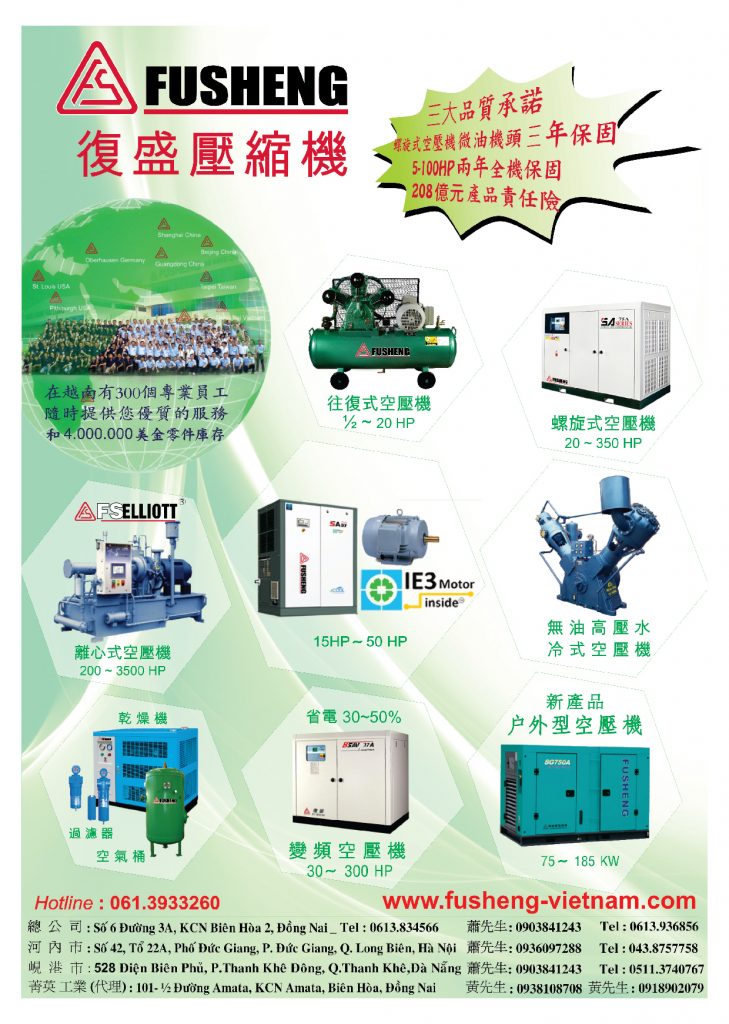 FUSHENG
復盛壓縮機
三大品質承諾
螺旋式空壓機微油機頭三年保固
5-100HP兩年全機保固
208億元產品責任險
Shanghai China
Beijing China
Oberhausen Germany
Guangdong China
St. Louis USA
Taipei Taiwan
Pittsburgh USA
在越南有300個專業員工
隨時提供您優質的服務
和 4.000.000 美金零件庫存
FUSHENG
往復式空壓機
½ ~ 20 HP
SA SERIES
FUSHENG
螺旋式空壓機
20 ~ 350 HP
FSELLIOTT®
離心式空壓機
200 ~ 3500 HP
SA
FUSHENG
IE3 Motor
inside
15HP ~ 50 HP
無油高壓水
冷式空壓機
乾燥機
過濾器
空氣桶
省電 30~50%
變頻空壓機
30~ 300 HP
新產品
户外型空壓機
SG750A
FUSHENG
75~ 185 KW
Hotline : 061.3933260
www.fusheng-vietnam.com
總公司 : Số 6 Đường 3A, KCN Biên Hòa 2, Đồng Nai _ Tel : 0613.834566 蕭先生: 0903841243 Tel : 0613.936856
河內市 : Số 42, Tổ 22A, Phố Đức Giang, P. Đức Giang, Q. Long Biên, Hà Nội 蕭先生: 0936097288 Tel : 043.8757758
峴港市 : 528 Điện Biên Phủ, P.Thanh Khê Đông, Q.Thanh Khê,Đà Nẵng 蕭先生: 0903841243 Tel : 0511.3740767
菁英工業 (代理) : 101- ½ Đường Amata, KCN Amata, Biên Hòa, Đồng Nai 黃先生 : 0938108708 黃先生 : 0918902079